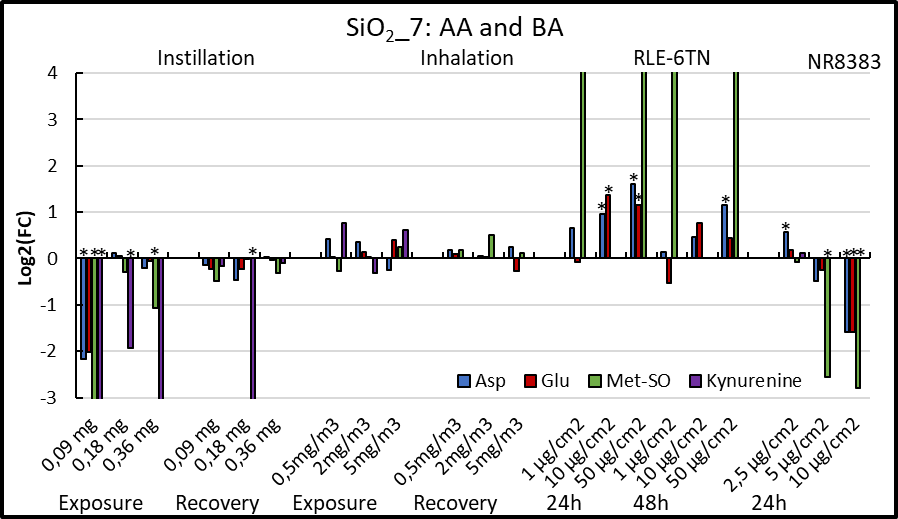 SiO₂_7: AA and BA
Instillation Inhalation RLE-6TN NR8383
4
3
2
1
0
-1
-2
-3
Log2(FC)
* * * * * * * * * * * * * * * *
Asp Glu Met-SO Kynurenine
0,09 mg 0,18 mg 0,36 mg 0,09 mg 0,18 mg 0,36 mg 0,5mg/m3 2mg/m3 5mg/m3 0,5mg/m3 2mg/m3 5mg/m3 1 µg/cm2 10 µg/cm2 50 µg/cm2 1 µg/cm2 10 µg/cm2 50 µg/cm2 2,5 µg/cm2 5 µg/cm2 10 µg/cm2
Exposure Recovery Exposure Recovery 24h 48h 24h